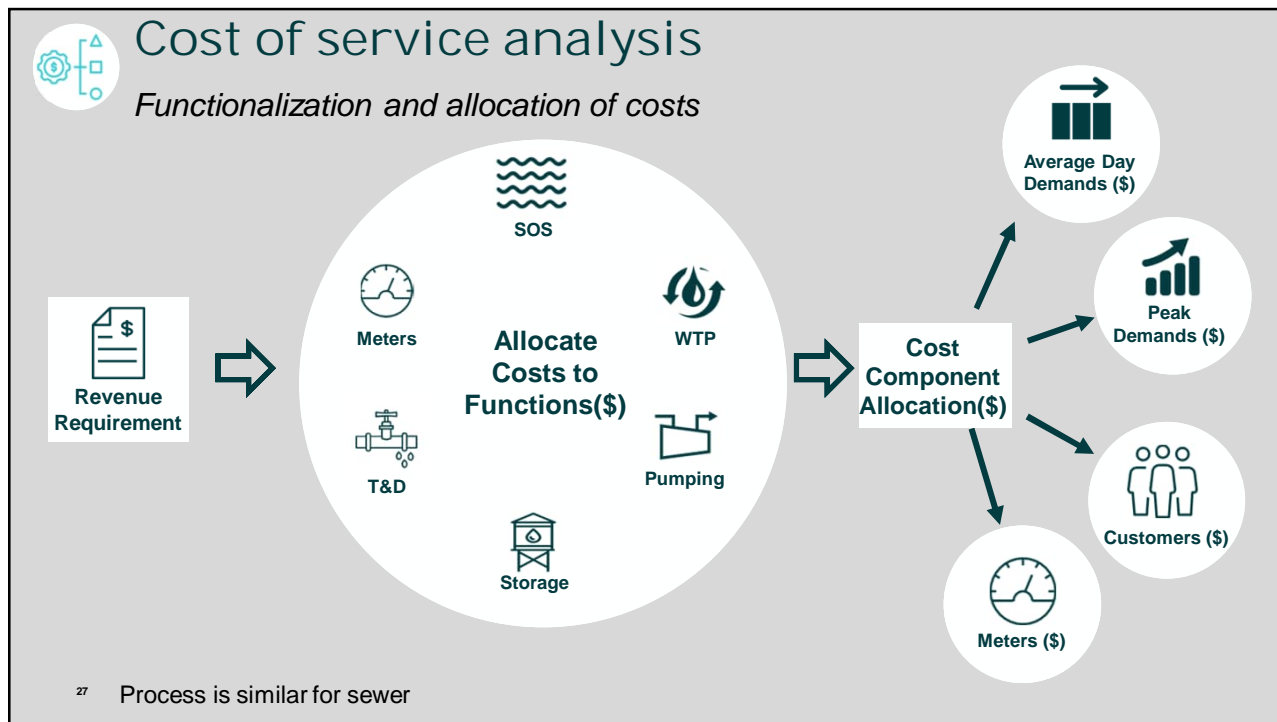 Cost of service analysis
Functionalization and allocation of costs
$
$
Revenue
Requirement
SOS
Meters
WTP
Allocate
Costs to
Functions($)
T&D
Pumping
Storage
Cost
Component
Allocation($)
Average Day
Demands ($)
Peak
Demands ($)
Customers ($)
Meters ($)
27 Process is similar for sewer